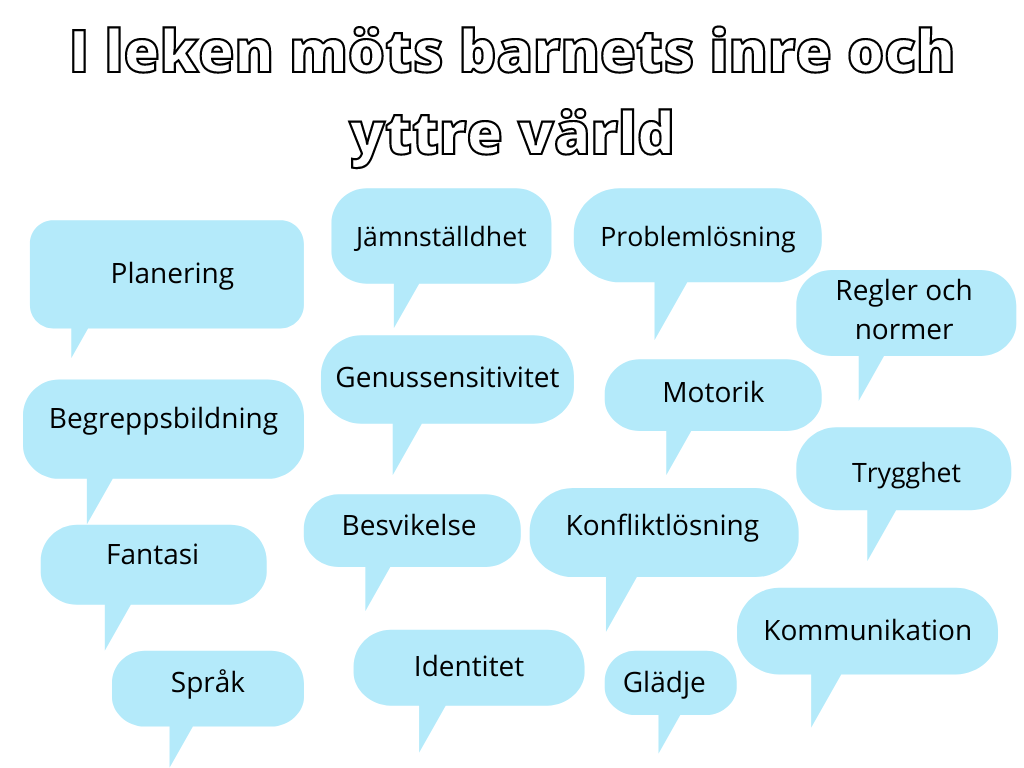 I leken möts barnets inre och
yttre värld
Planering
Jämnställdhet
Problemlösning
Regler och
normer
Begreppsbildning
Genussensitivitet
Motorik
Trygghet
Fantasi
Besvikelse
Konfliktlösning
Kommunikation
Språk
Identitet
Glädje